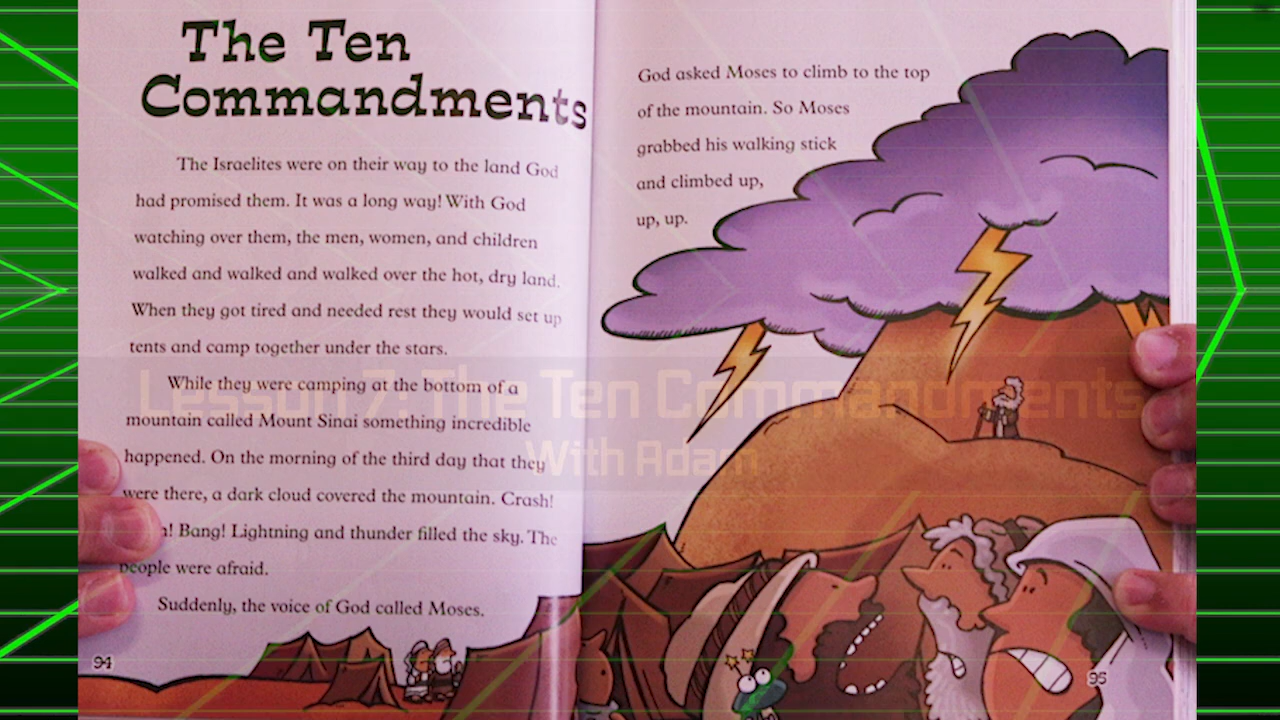 The Ten
Commandments
The Israelites were on their way to the land God
had promised them. It was a long way! With God
watching over them, the men, women, and children
walked and walked and walked over the hot, dry land.
When they got tired and needed rest they would set up
tents and camp together under the stars.
While they were camping at the bottom of a
mountain called Mount Sinai something incredible
happened. On the morning of the third day that they
were there, a dark cloud covered the mountain. Crash!
Bang! Lightning and thunder filled the sky. The
people were afraid.
Suddenly, the voice of God called Moses.
94
God asked Moses to climb to the top
of the mountain. So Moses
grabbed his walking stick
and climbed up,
up, up.
95
Lesson 7: The Ten Commandments
With Adam